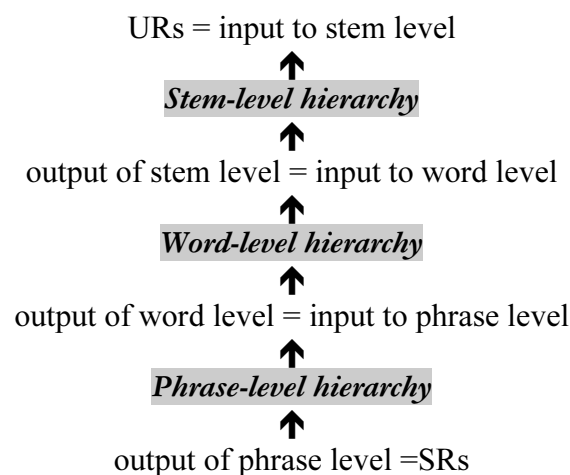 URs = input to stem level
Stem-level hierarchy
output of stem level = input to word level
Word-level hierarchy
output of word level = input to phrase level
Phrase-level hierarchy
output of phrase level =SRs